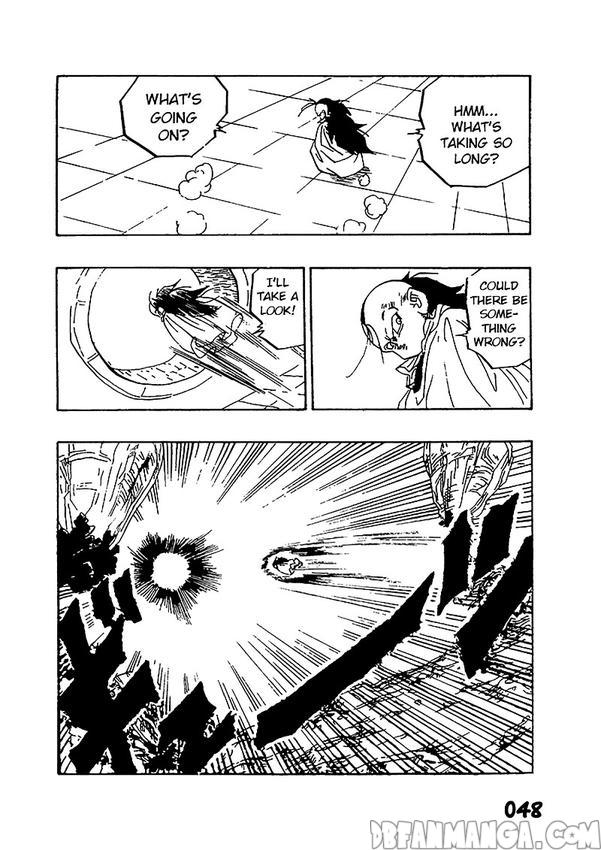 HMM...
WHAT'S
TAKING SO
LONG?
WHAT'S
GOING
ON?
COULD
THERE BE
SOME-
THING
WRONG?
I'LL
TAKE A
LOOK!
048
DBFANMANGA.COM